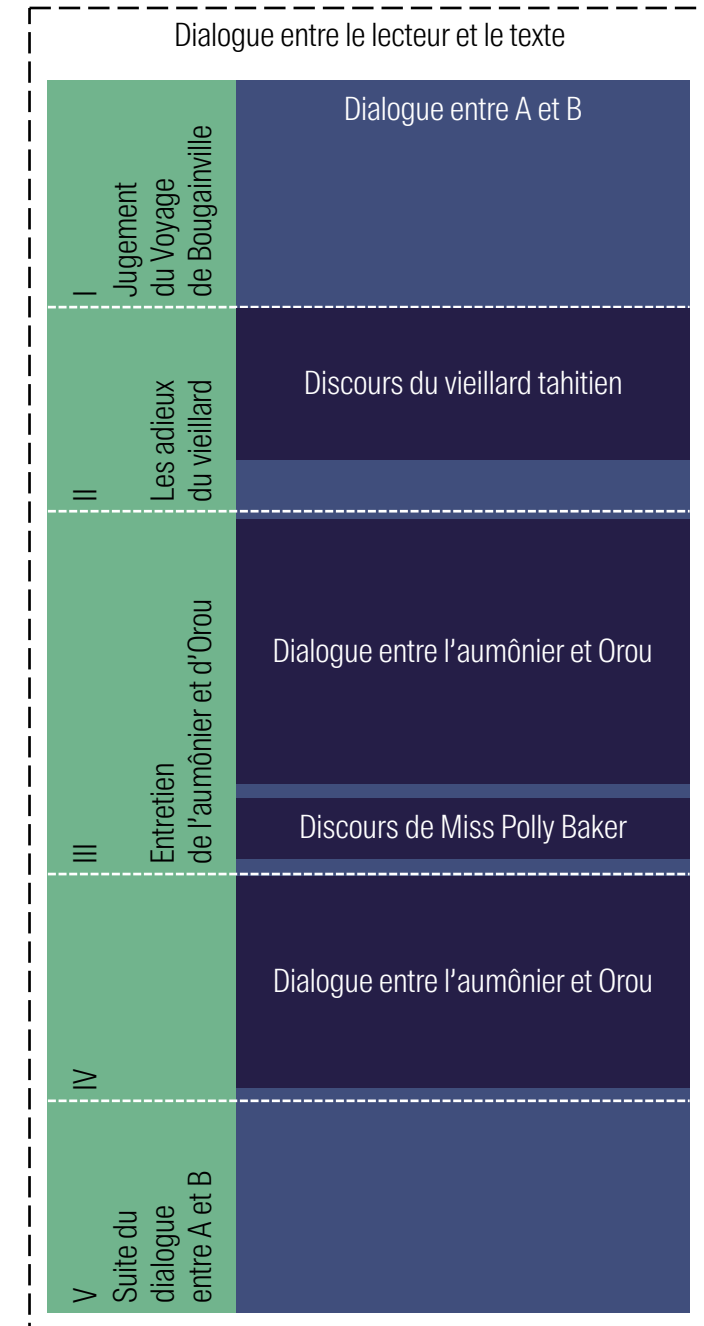 Dialogue entre le lecteur et le texte
Dialogue entre A et B
I
Jugement
du Voyage
de Bougainville
Discours du vieillard tahitien
II
Les adieux
du vieillard
Dialogue entre l'aumônier et Orou
Discours de Miss Polly Baker
III
Entretien
de l'aumônier et d'Orou
Dialogue entre l'aumônier et Orou
IV
V
Suite du
dialogue
entre A et B